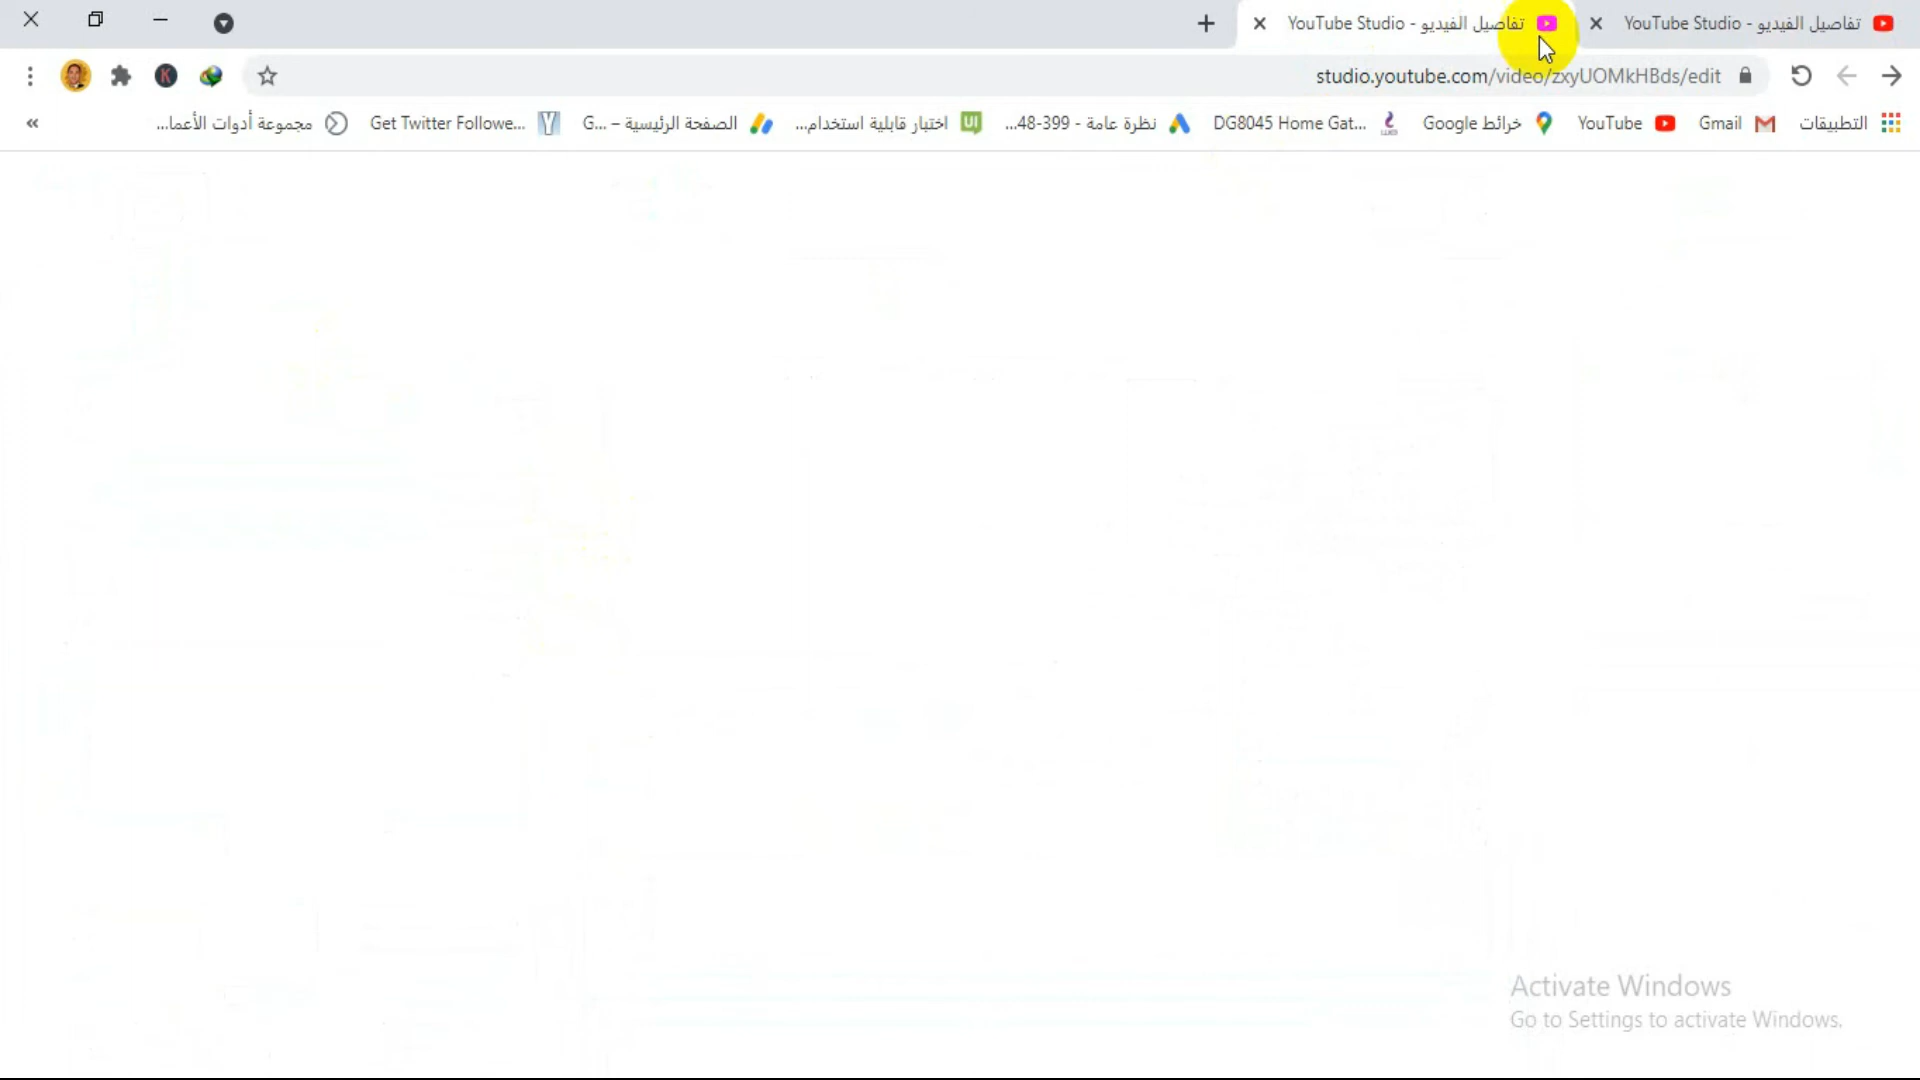 تفاصيل الفيديو - YouTube Studio
تفاصيل الفيديو - YouTube Studio
studio.youtube.com/video/zxyUOMkHBds/edit
التطبيقات
Gmail
YouTube
خرائط Google
DG8045 Home Gat...
نظرة عامة - 399-48...
اختبار قابلية استخدام...
الصفحة الرئيسية – G...
Get Twitter Followe...
مجموعة أدوات الأعما...
Activate Windows
Go to Settings to activate Windows.